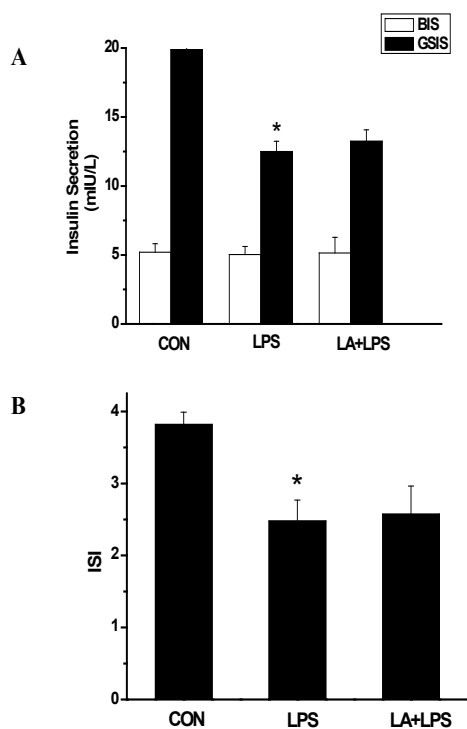 A
BIS
GSIS
Insulin Secretion
(mIU/L)
20
15
10
5
0
*
CON
LPS
LA+LPS
B
ISI
4
3
2
1
0
*
CON
LPS
LA+LPS